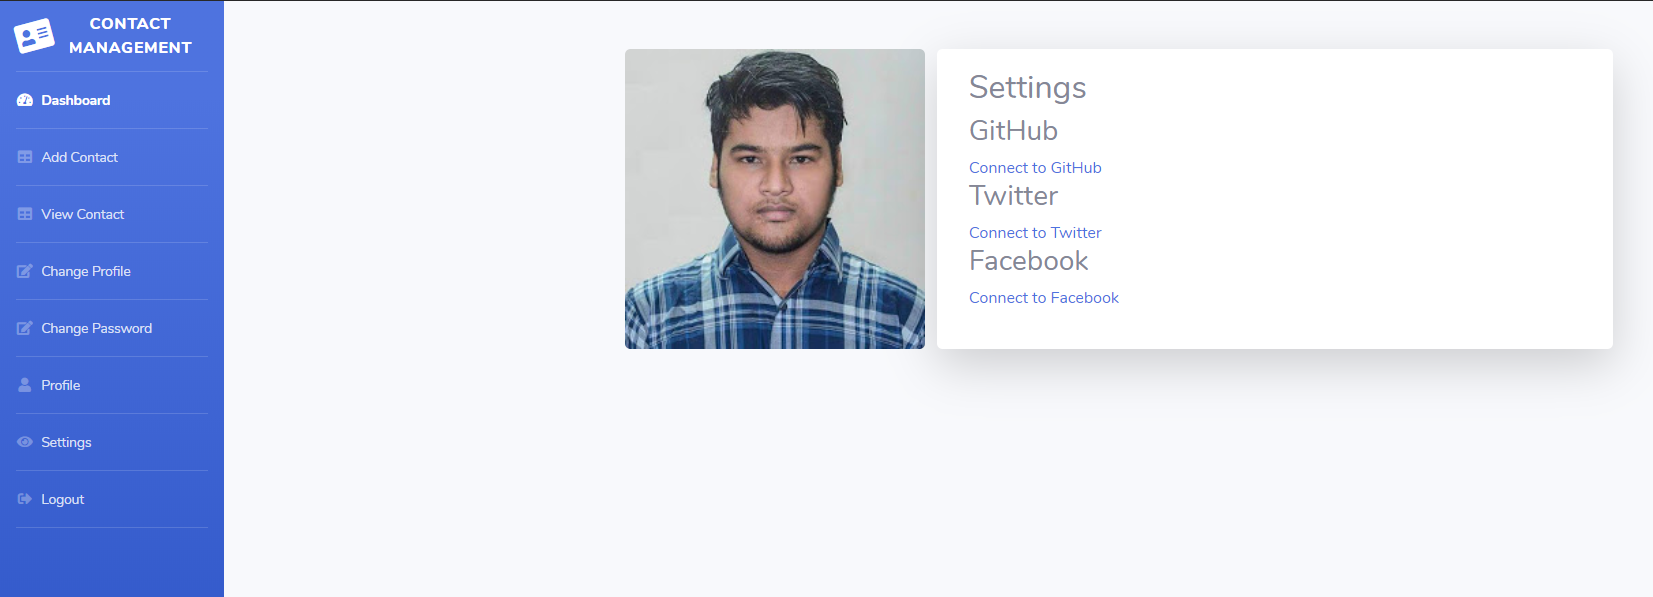 CONTACT
MANAGEMENT
Dashboard
Add Contact
View Contact
Change Profile
Change Password
Profile
Settings
Logout
Settings
GitHub
Connect to GitHub
Twitter
Connect to Twitter
Facebook
Connect to Facebook